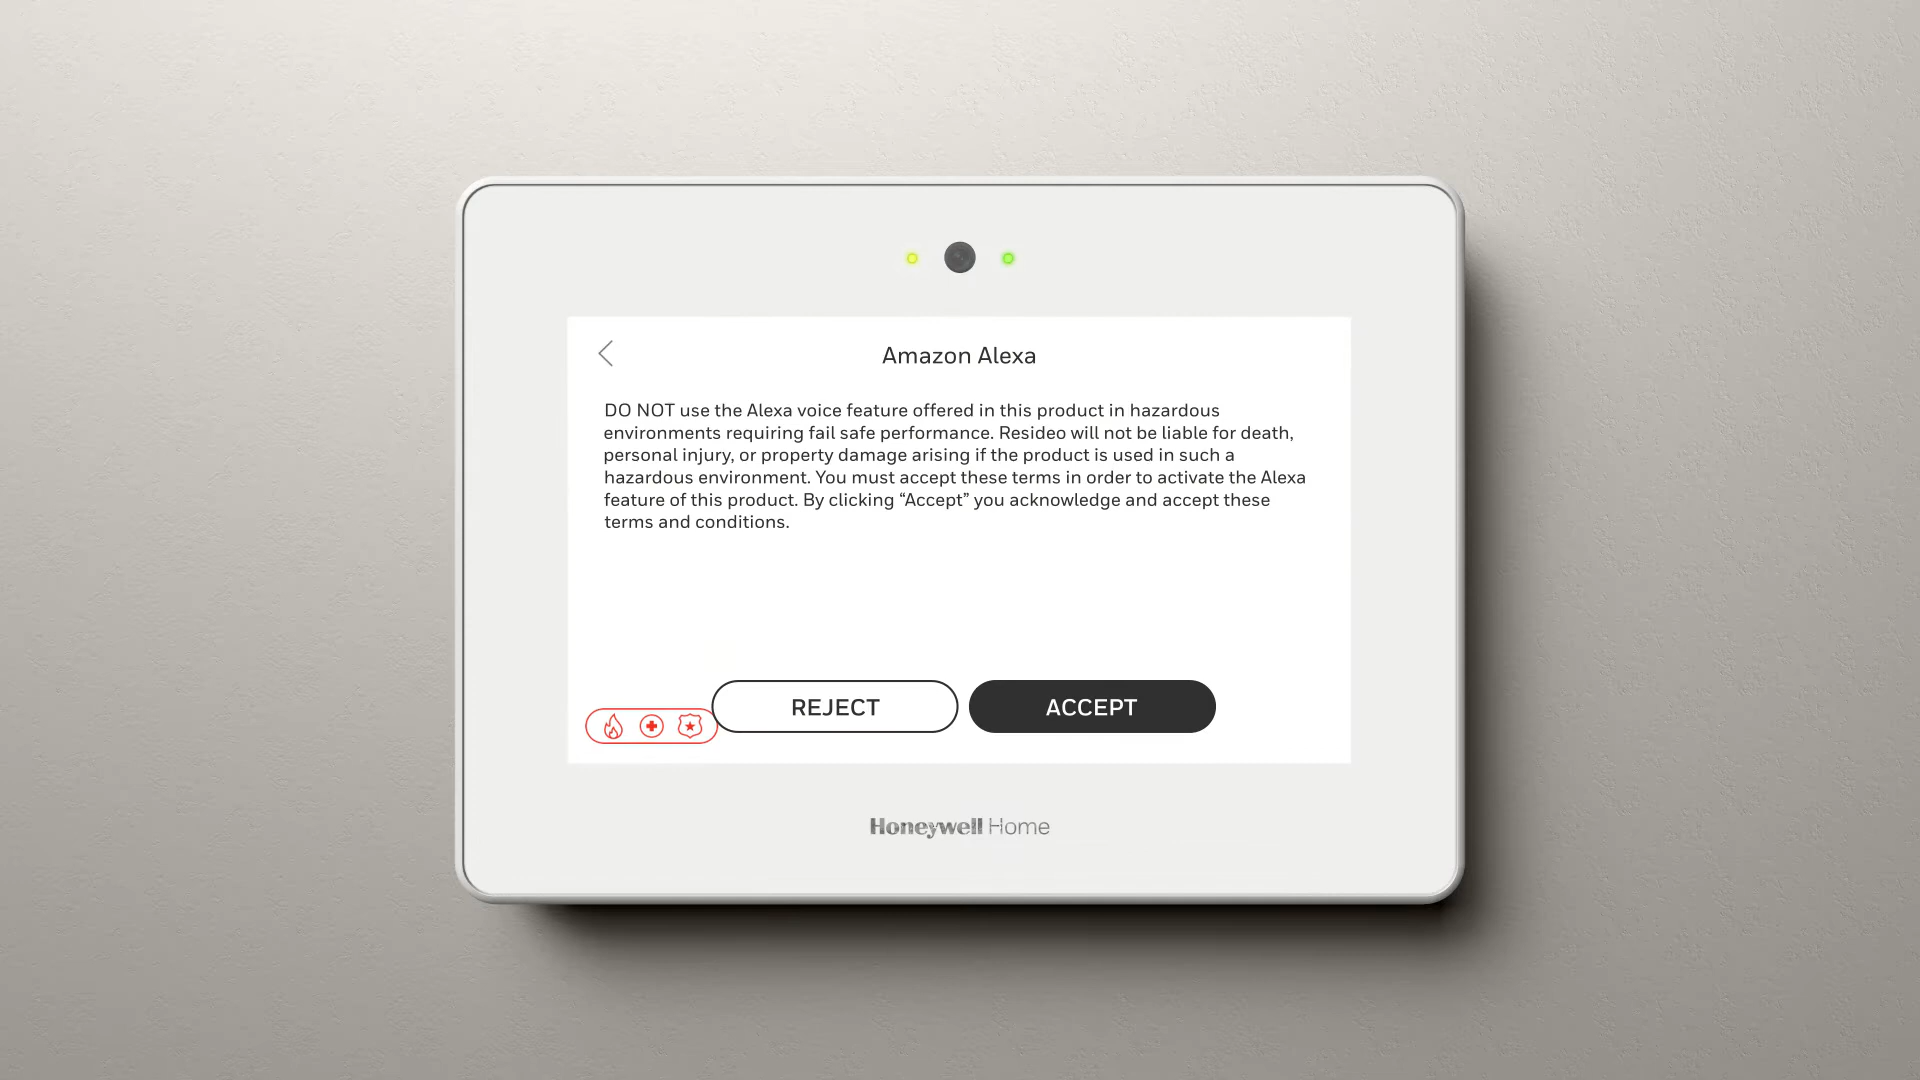 Amazon Alexa
DO NOT use the Alexa voice feature offered in this product in hazardous
environments requiring fail safe performance. Resideo will not be liable for death,
personal injury, or property damage arising if the product is used in such a
hazardous environment. You must accept these terms in order to activate the Alexa
feature of this product. By clicking “Accept” you acknowledge and accept these
terms and conditions.
REJECT ACCEPT
Honeywell Home